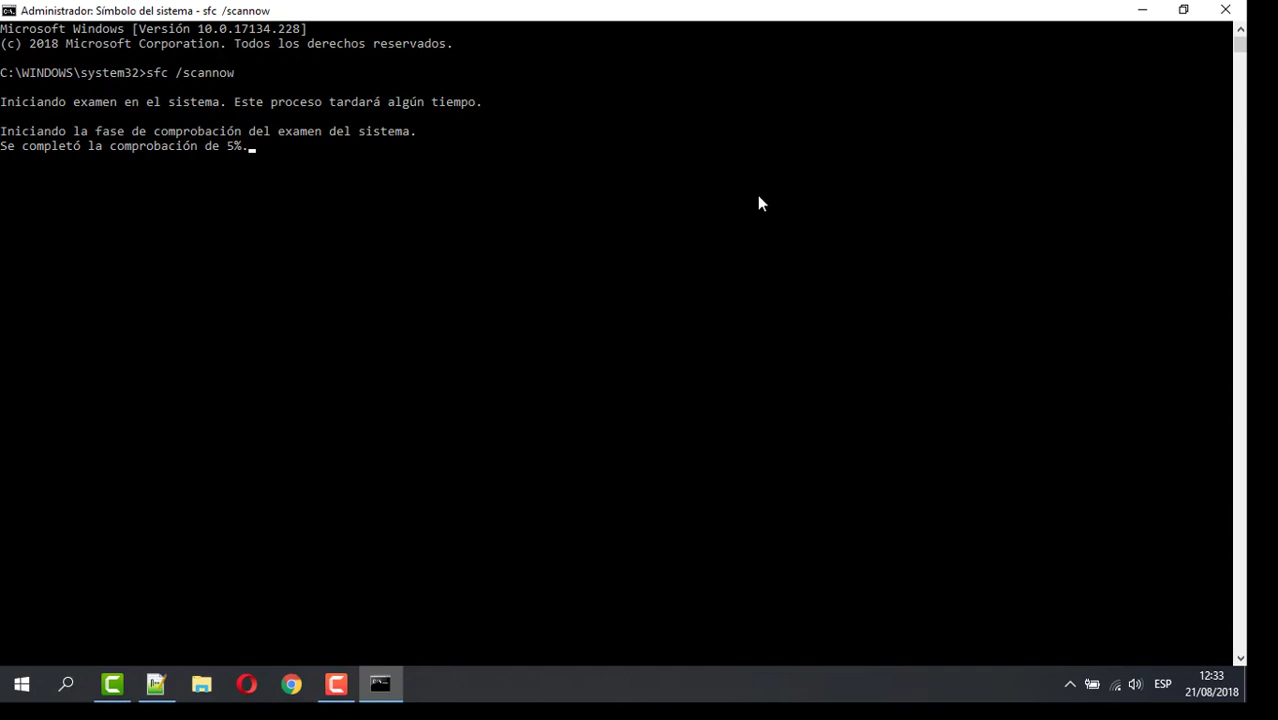 Administrador: Símbolo del sistema - sfc  /scannow
Microsoft Windows [Versión 10.0.17134.228]
(c) 2018 Microsoft Corporation. Todos los derechos reservados.
C:\WINDOWS\system32>sfc /scannow
Iniciando examen en el sistema. Este proceso tardará algún tiempo.
Iniciando la fase de comprobación del examen del sistema.
Se completó la comprobación de 5%.
ESP
12:33
21/08/2018